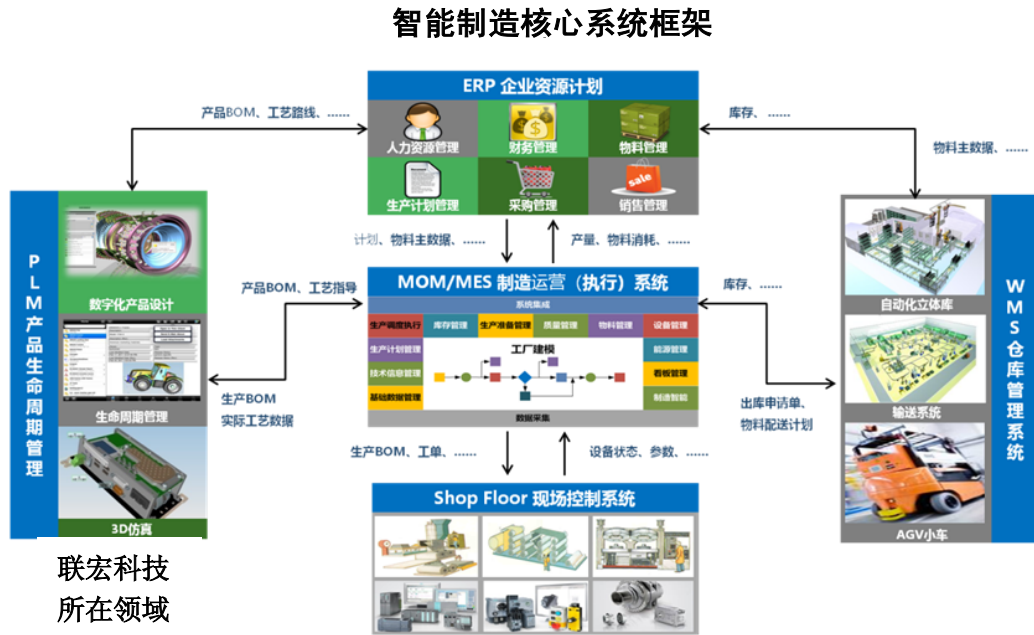 智能制造核心系统框架
ERP 企业资源计划
产品BOM、工艺路线、……
人力资源管理
财务管理
物料管理
库存、……
物料主数据、……
生产计划管理
采购管理
销售管理
计划、物料主数据、……
产量、物料消耗、……
PLM产品生命周期管理
数字化产品设计
生命周期管理
3D仿真
产品BOM、工艺指导
生产BOM
实际工艺数据
MOM/MES 制造运营（执行）系统
系统集成
生产调度执行
库存管理
生产准备管理
质量管理
物料管理
设备管理
生产计划管理
工厂建模
能源管理
技术信息管理
看板管理
基础数据管理
制造智能
数据采集
库存、……
出库申请单、
物料配送计划
WMS仓库管理系统
自动化立体库
输送系统
AGV小车
生产BOM、工单、……
设备状态、参数、……
Shop Floor 现场控制系统
联宏科技
所在领域